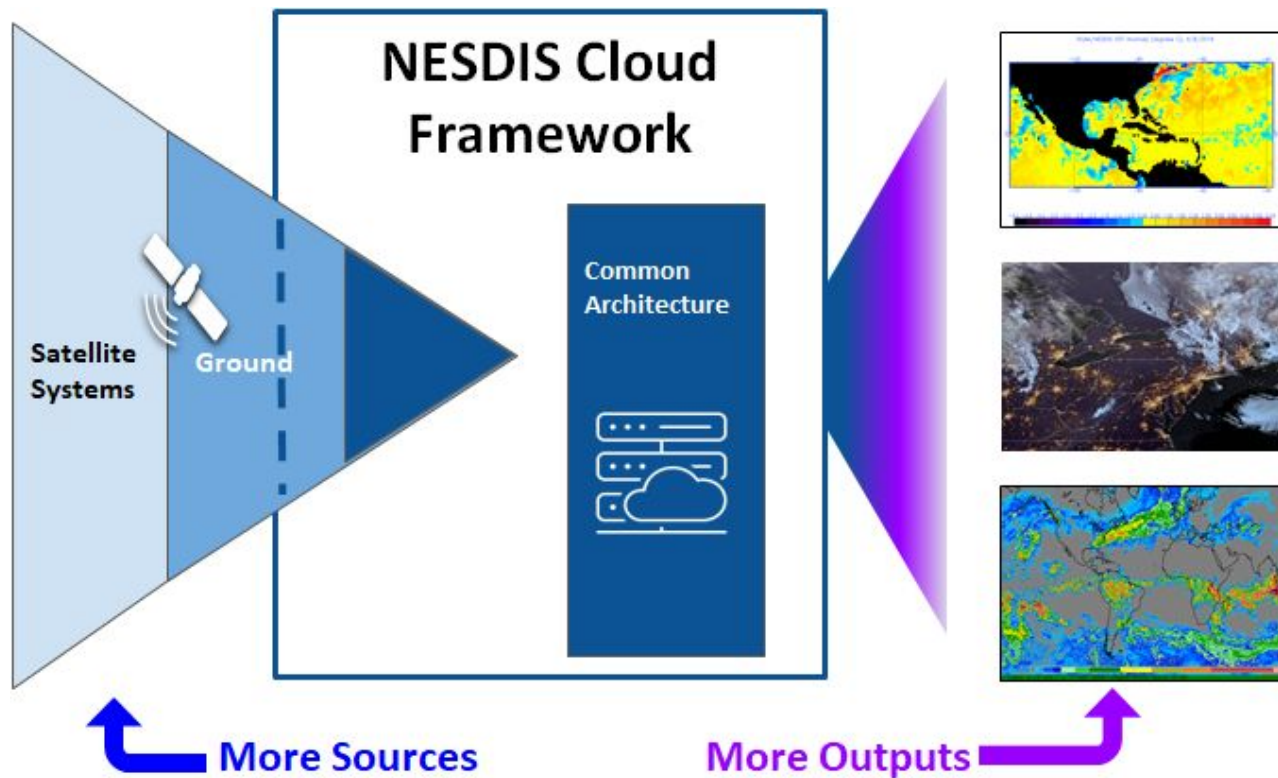 NESDIS Cloud
Framework
Satellite
Systems
Ground
Common
Architecture
More Sources
More Outputs